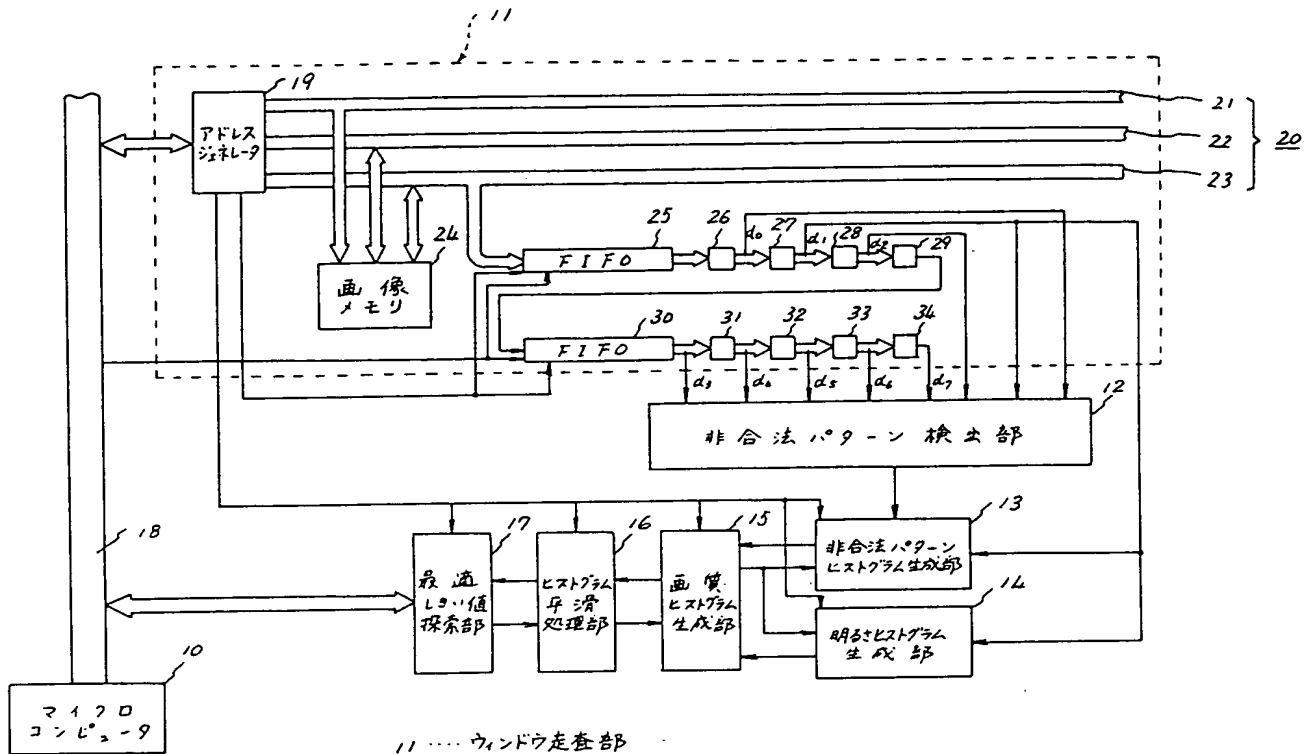 11
19
アドレス
ジェネレータ
21
22
20
23
24
画像
メモリ
25
26
27
28
29
d0
d1
d2
FIFO
30
31
32
33
34
FIFO
d3
d4
d5
d6
d7
12
非合法パターン検出部
18
17
最適
しきい値
探索部
16
ヒストグラム
平滑
処理部
15
画質
ヒストグラム
生成部
13
非合法パターン
ヒストグラム生成部
14
明るさヒストグラム
生成部
10
マイクロ
コンピュータ
11 ‥‥ ウィンドウ走査部